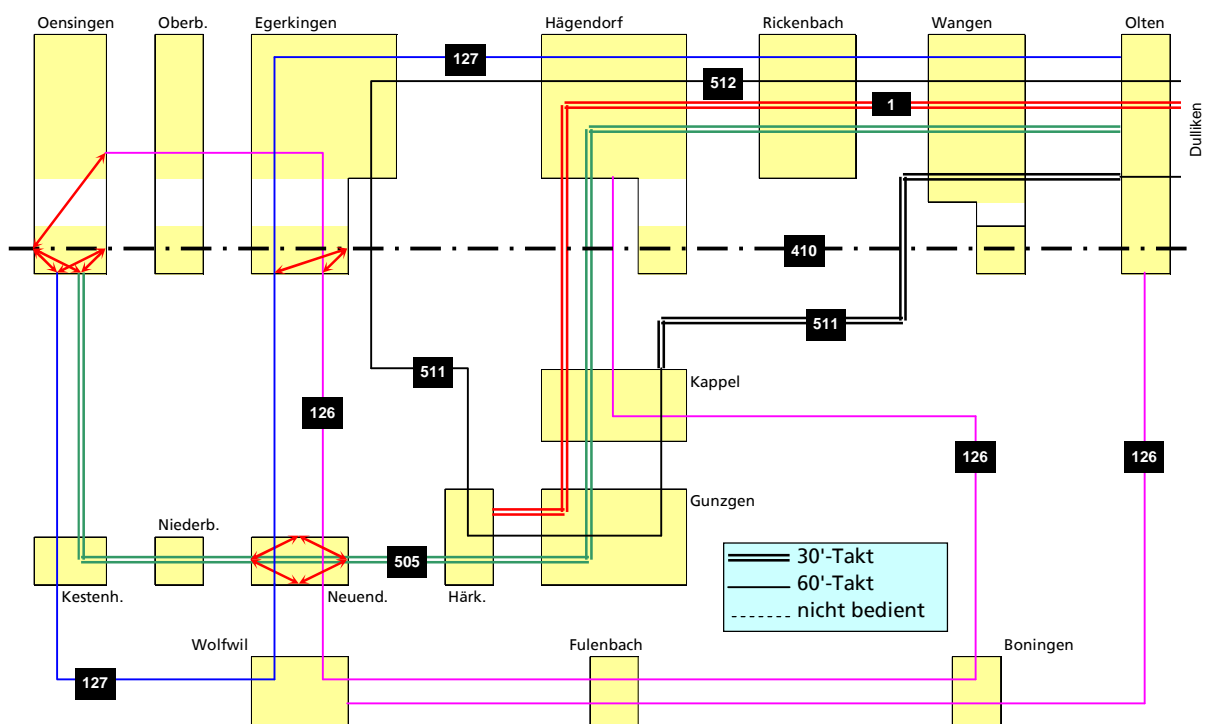 Oensingen Oberb. Egerkingen Hägendorf Rickenbach Wangen Olten
127
512
1
Dulliken
410
511
511
Kappel
126
126
126
Gunzgen
Niederb.
505
30'-Takt
60'-Takt
nicht bedient
Kestenh. Neuend. Härk.
Wolfwil Fulenbach Boningen
127